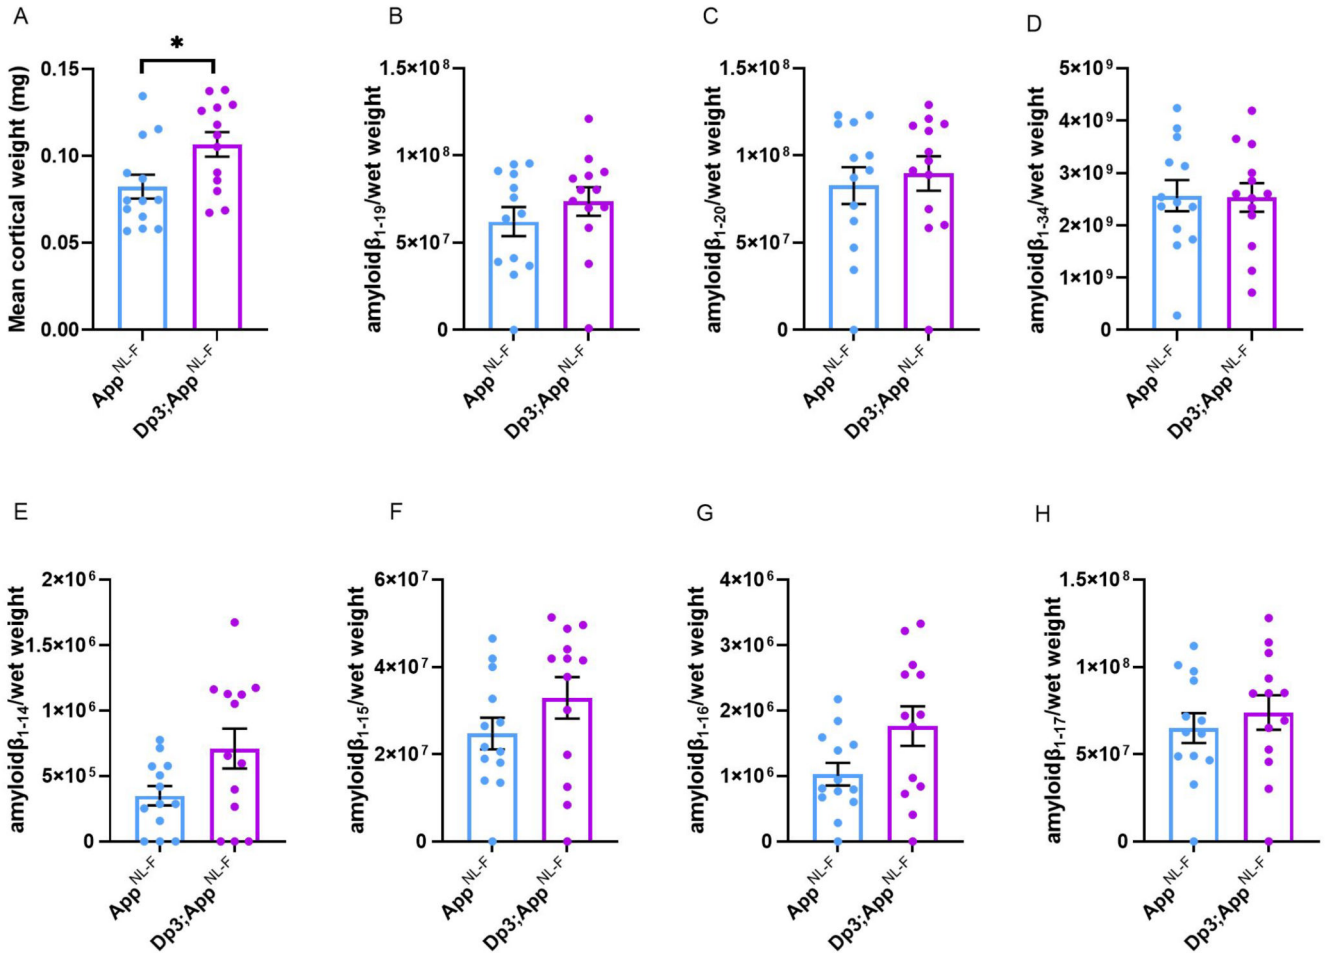 A
Mean cortical weight (mg)
0.15
0.10
0.05
0.00
*
App^NL-F
Dp3;App^NL-F
B
amyloidβ₁₋₁₉/wet weight
1.5×10⁸
1×10⁸
5×10⁷
0
App^NL-F
Dp3;App^NL-F
C
amyloidβ₁₋₂₀/wet weight
1.5×10⁸
1×10⁸
5×10⁷
0
App^NL-F
Dp3;App^NL-F
D
amyloidβ₁₋₃₄/wet weight
5×10⁹
4×10⁹
3×10⁹
2×10⁹
1×10⁹
0
App^NL-F
Dp3;App^NL-F
E
amyloidβ₁₋₁₄/wet weight
2×10⁶
1.5×10⁶
1×10⁶
5×10⁵
0
App^NL-F
Dp3;App^NL-F
F
amyloidβ₁₋₁₅/wet weight
6×10⁷
4×10⁷
2×10⁷
0
App^NL-F
Dp3;App^NL-F
G
amyloidβ₁₋₁₆/wet weight
4×10⁶
3×10⁶
2×10⁶
1×10⁶
0
App^NL-F
Dp3;App^NL-F
H
amyloidβ₁₋₁₇/wet weight
1.5×10⁸
1×10⁸
5×10⁷
0
App^NL-F
Dp3;App^NL-F